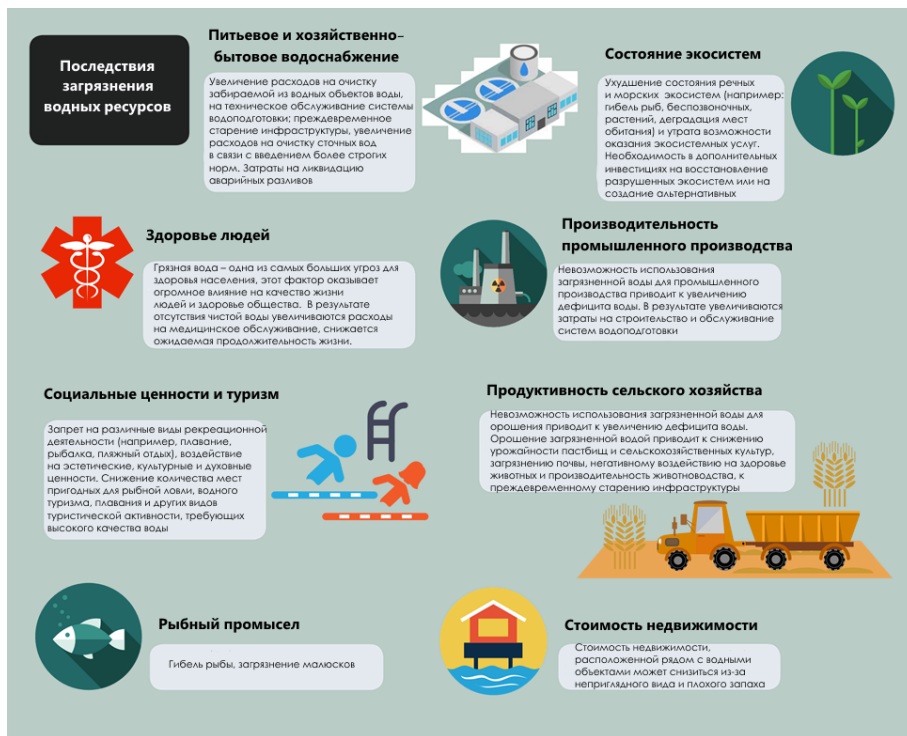 Последствия
загрязнения
водных ресурсов
Питьевое и хозяйственно-
бытовое водоснабжение
Увеличение расходов на очистку
забираемой из водных объектов воды,
на техническое обслуживание системы
водоподготовки; преждевременное
старение инфраструктуры, увеличение
расходов на очистку сточных вод
в связи с введением более строгих
норм. Затраты на ликвидацию
аварийных разливов
Состояние экосистем
Ухудшение состояния речных
и морских экосистем (например:
гибель рыб, беспозвоночных,
растений, деградация мест
обитания) и утрата возможности
оказания экосистемных услуг.
Необходимость в дополнительных
инвестициях на восстановление
разрушенных экосистем или на
создание альтернативных
Здоровье людей
Грязная вода – одна из самых больших угроз для
здоровья населения, этот фактор оказывает
огромное влияние на качество жизни
людей и здоровье общества. В результате
отсутствия чистой воды увеличиваются расходы
на медицинское обслуживание, снижается
ожидаемая продолжительность жизни.
Производительность
промышленного производства
Невозможность использования
загрязненной воды для промышленного
производства приводит к увеличению
дефицита воды. В результате увеличиваются
затраты на строительство и обслуживание
систем водоподготовки
Социальные ценности и туризм
Запрет на различные виды рекреационной
деятельности (например, плавание,
рыбалка, пляжный отдых), воздействие
на эстетические, культурные и духовные
ценности. Снижение количества мест
пригодных для рыбной ловли, водного
туризма, плавания и других видов
туристической активности, требующих
высокого качества воды
Продуктивность сельского хозяйства
Невозможность использования загрязненной воды для
орошения приводит к увеличению дефицита воды.
Орошение загрязненной водой приводит к снижению
урожайности пастбищ и сельскохозяйственных культур,
загрязнению почвы, негативному воздействию на здоровье
животных и производительность животноводства, к
преждевременному старению инфраструктуры
Рыбный промысел
Гибель рыбы, загрязнение малюсков
Стоимость недвижимости
Стоимость недвижимости,
расположенной рядом с водными
объектами может снизиться из-за
неприглядного вида и плохого запаха